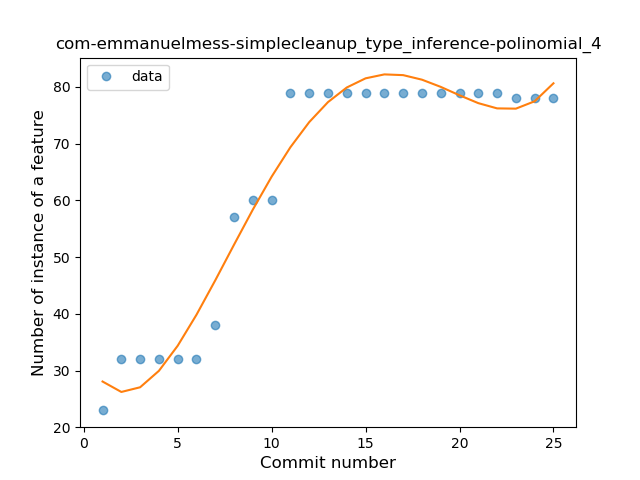 com-emmanuelmess-simplecleanup_type_inference-polinomial_4
data
Number of instance of a feature
80
70
60
50
40
30
20
0 5 10 15 20 25
Commit number